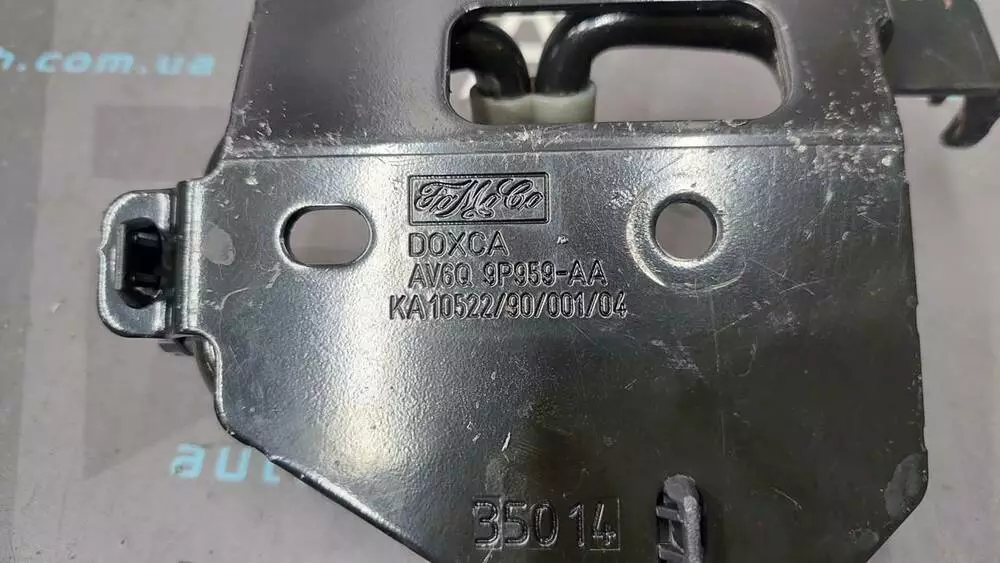 h.com.ua
FoMoCo
DOXCA
AV6Q 9P959-AA
KA10522/90/001/04
aut
35014